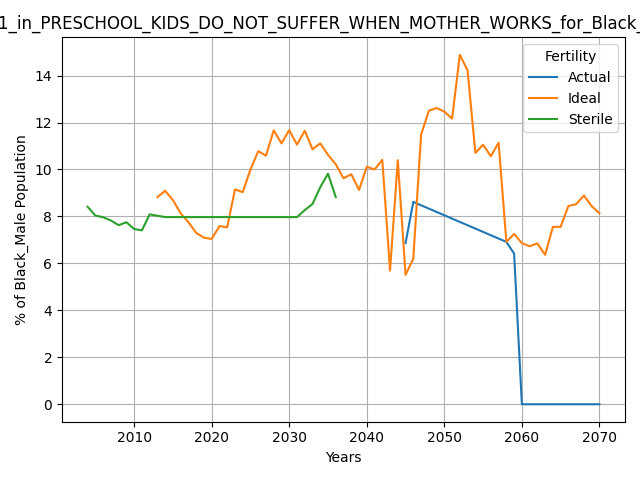 1_in_PRESCHOOL_KIDS_DO_NOT_SUFFER_WHEN_MOTHER_WORKS_for_Black_
Fertility
Actual
Ideal
Sterile
% of Black_Male Population
14
12
10
8
6
4
2
0
2010 2020 2030 2040 2050 2060 2070
Years